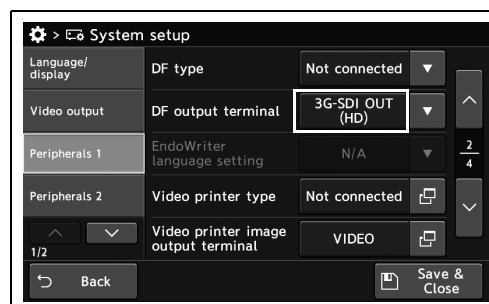 > System setup
Language/
display
DF type
Not connected
Video output
DF output terminal
3G-SDI OUT
(HD)
Peripherals 1
EndoWriter
language setting
N/A
2
4
Peripherals 2
Video printer type
Not connected
1/2
Video printer image
output terminal
VIDEO
Back
Save &
Close